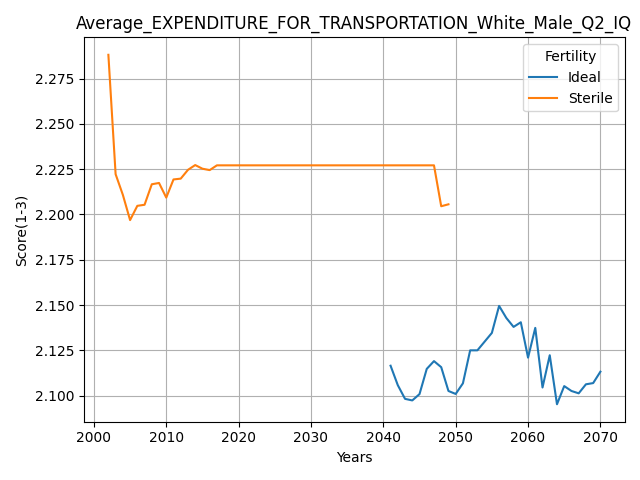 Average_EXPENDITURE_FOR_TRANSPORTATION_White_Male_Q2_IQ
Fertility
Ideal
Sterile
2.275
2.250
2.225
2.200
2.175
2.150
2.125
2.100
Score(1-3)
2000
2010
2020
2030
2040
2050
2060
2070
Years